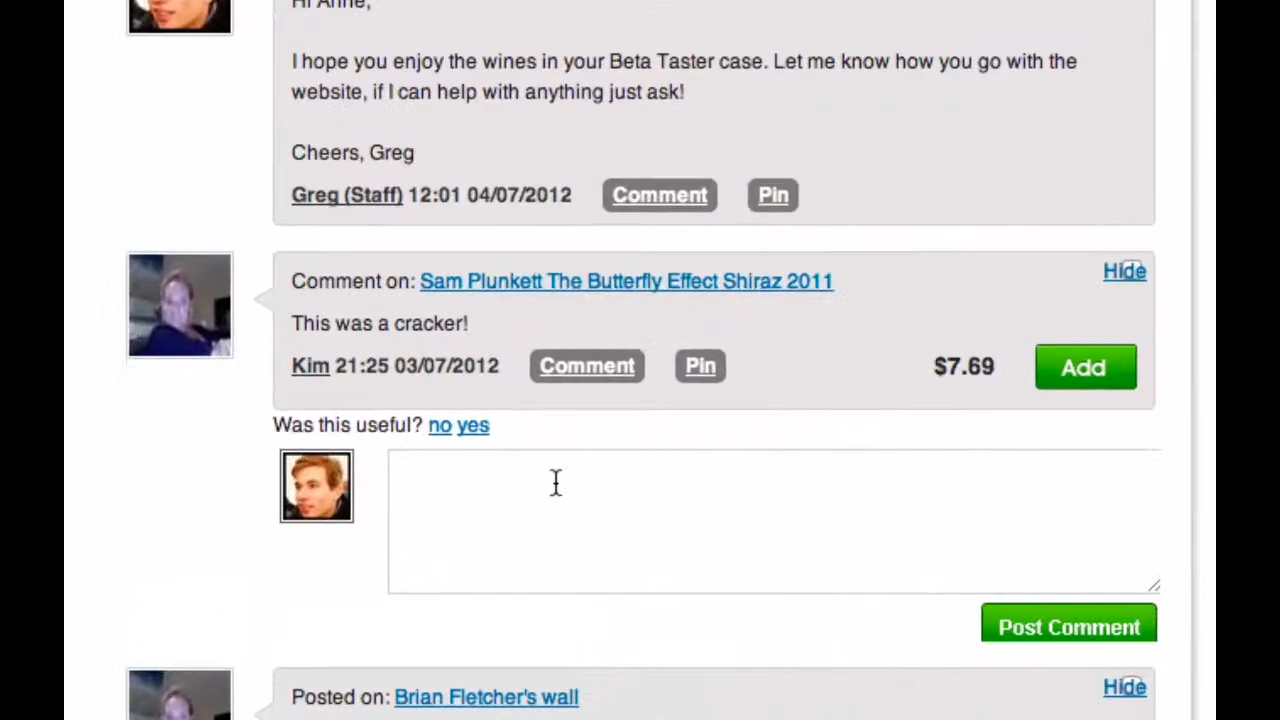 Hi Anne,
I hope you enjoy the wines in your Beta Taster case. Let me know how you go with the
website, if I can help with anything just ask!
Cheers, Greg
Greg (Staff) 12:01 04/07/2012 Comment Pin
Comment on: Sam Plunkett The Butterfly Effect Shiraz 2011 Hide
This was a cracker!
Kim 21:25 03/07/2012 Comment Pin $7.69 Add
Was this useful? no yes
Post Comment
Posted on: Brian Fletcher's wall Hide